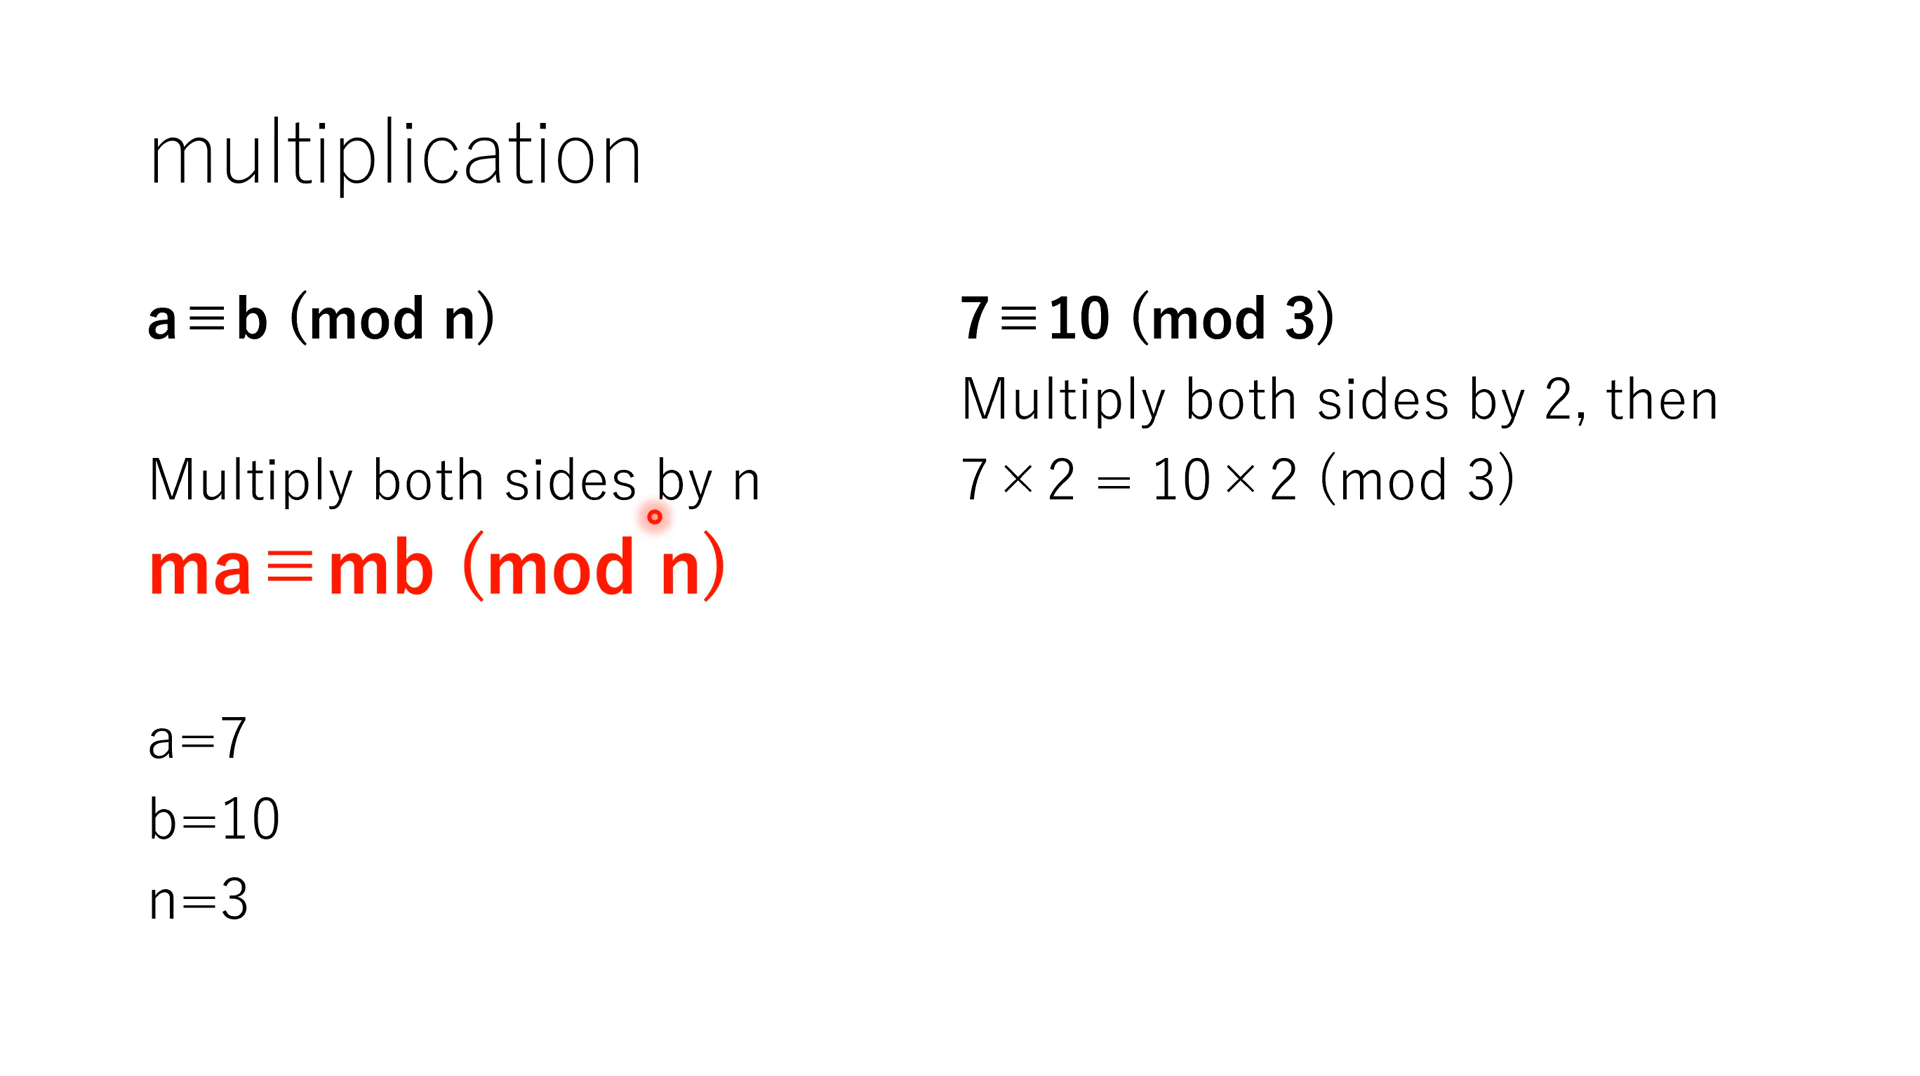 multiplication
a≡b (mod n)
Multiply both sides by n
ma≡mb (mod n)
a=7
b=10
n=3
7≡10 (mod 3)
Multiply both sides by 2, then
7×2 = 10×2 (mod 3)